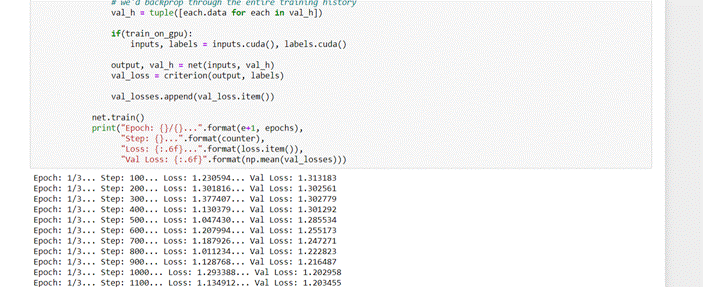 # we'd backprop through the entire training history
val_h = tuple([each.data for each in val_h])
if(train_on_gpu):
inputs, labels = inputs.cuda(), labels.cuda()
output, val_h = net(inputs, val_h)
val_loss = criterion(output, labels)
val_losses.append(val_loss.item())
net.train()
print("Epoch: {}/{}...".format(e+1, epochs),
"Step: {}...".format(counter),
"Loss: {:.6f}...".format(loss.item()),
"Val Loss: {:.6f}".format(np.mean(val_losses)))
Epoch: 1/3... Step: 100... Loss: 1.230594... Val Loss: 1.313183
Epoch: 1/3... Step: 200... Loss: 1.301816... Val Loss: 1.302561
Epoch: 1/3... Step: 300... Loss: 1.377407... Val Loss: 1.302779
Epoch: 1/3... Step: 400... Loss: 1.130379... Val Loss: 1.301292
Epoch: 1/3... Step: 500... Loss: 1.047430... Val Loss: 1.285534
Epoch: 1/3... Step: 600... Loss: 1.207994... Val Loss: 1.255173
Epoch: 1/3... Step: 700... Loss: 1.187926... Val Loss: 1.247271
Epoch: 1/3... Step: 800... Loss: 1.011234... Val Loss: 1.222823
Epoch: 1/3... Step: 900... Loss: 1.128768... Val Loss: 1.216487
Epoch: 1/3... Step: 1000... Loss: 1.293388... Val Loss: 1.202958
Epoch: 1/3... Step: 1100... Loss: 1.134912... Val Loss: 1.203455